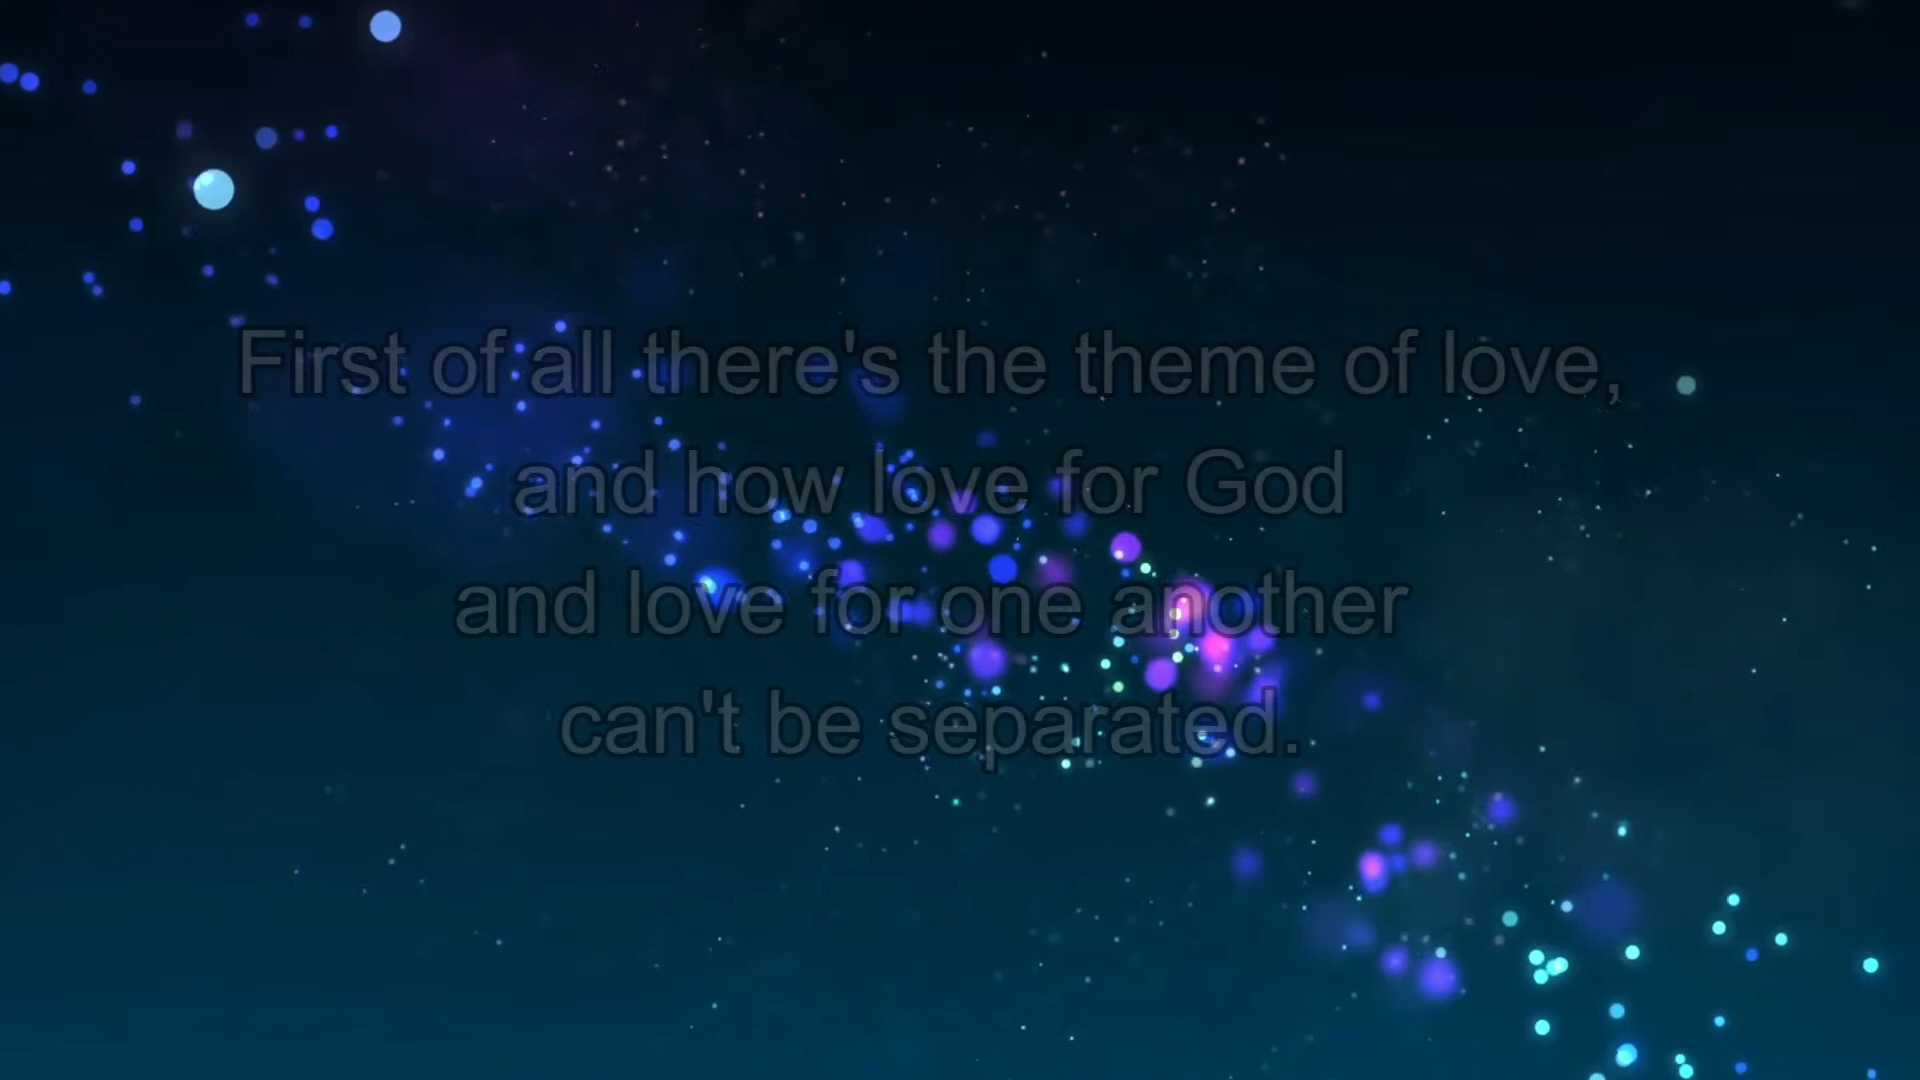 First of all there's the theme of love,
and how love for God
and love for one another
can't be separated.